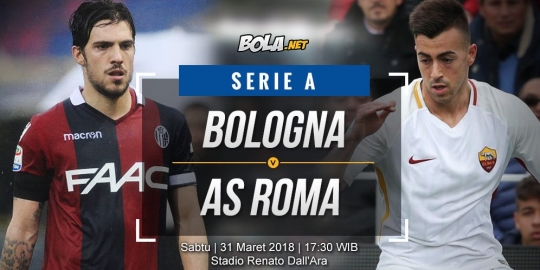 BOLA.NET
SERIE A
BOLOGNA
V
AS ROMA
Sabtu | 31 Maret 2018 | 17:30 WIB
Stadio Renato Dall'Ara
macron
FAAC